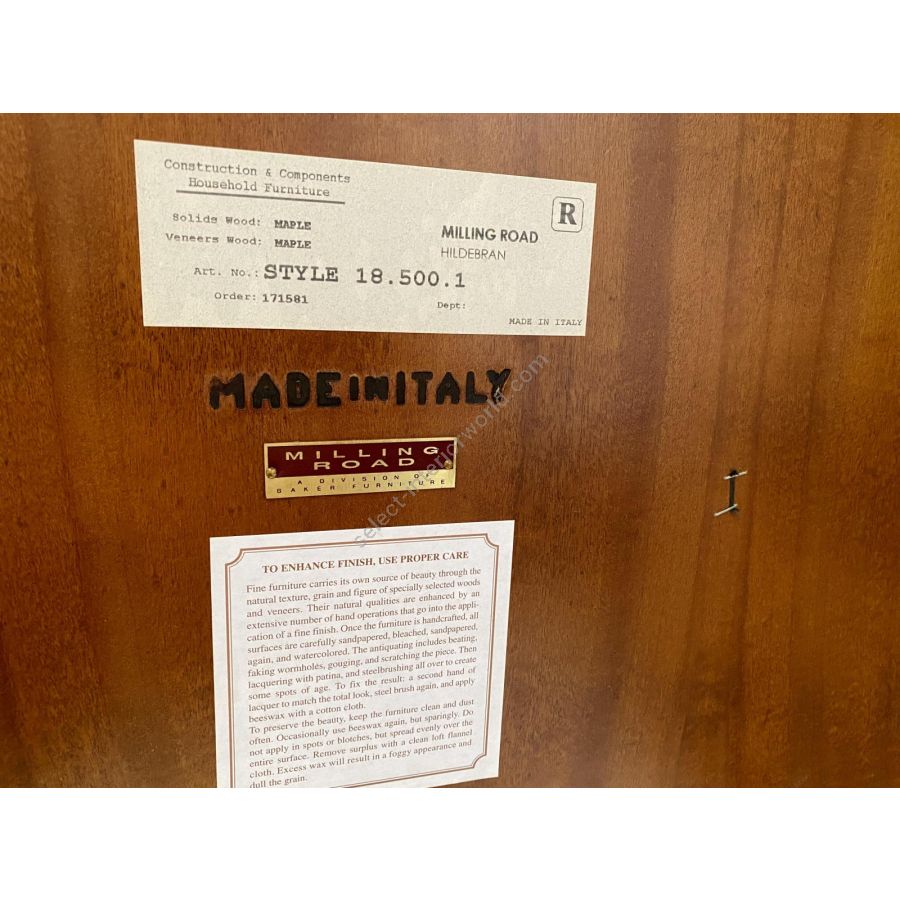 Construction & Components
Household Furniture
Solids Wood: MAPLE
Veneers Wood: MAPLE
R
MILLING ROAD
HILDEBRAN
Art. No.: STYLE 18.500.1
Order: 171581
Dept:
MADE IN ITALY
MADE IN ITALY
MILLING
ROAD
A DIVISION OF
BAKER FURNITURE
select-interiorworld.com
TO ENHANCE FINISH, USE PROPER CARE
Fine furniture carries its own source of beauty through the
natural texture, grain and figure of specially selected woods
and veneers. Their natural qualities are enhanced by an
extensive number of hand operations that go into the appli-
cation of a fine finish. Once the furniture is handcrafted, all
surfaces are carefully sandpapered, bleached, sandpapered,
again, and watercolored. The antiquating includes beating,
faking wormholes, gouging, and scratching the piece. Then
lacquering with patina, and steelbrushing all over to create
some spots of age. To fix the result: a second hand of
lacquer to match the total look, steel brush again, and apply
beeswax with a cotton cloth.
To preserve the beauty, keep the furniture clean and dust
often. Occasionally use beeswax again, but sparingly. Do
not apply in spots or blotches, but spread evenly over the
entire surface. Remove surplus with a clean loft flannel
cloth. Excess wax will result in a foggy appearance and
dull the grain.